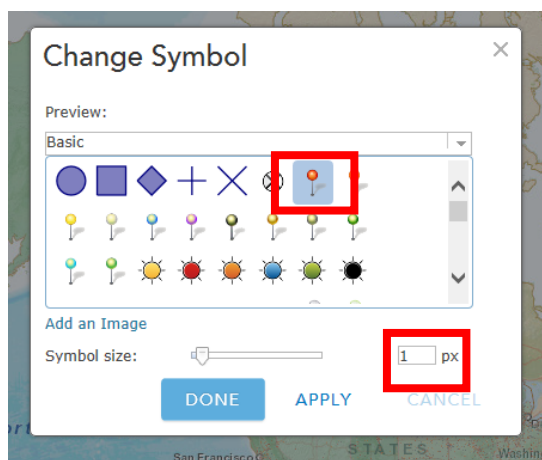 Change Symbol
Preview:
Basic
Add an Image
Symbol size:
1 px
DONE APPLY CANCEL
San Francisco STATES